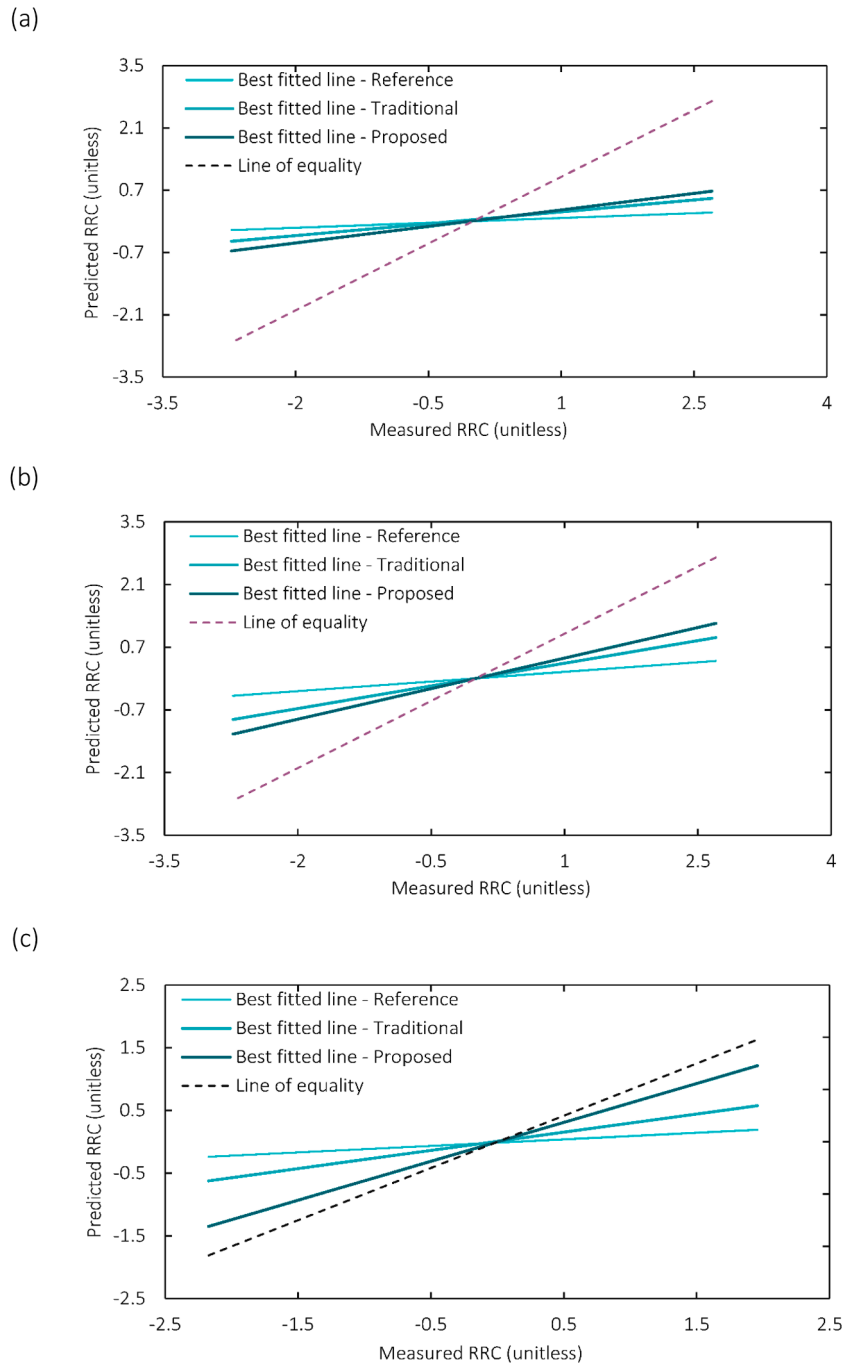 (a)
3.5
Best fitted line - Reference
Best fitted line - Traditional
2.1
Best fitted line - Proposed
Line of equality
0.7
-0.7
-2.1
-3.5
Predicted RRC (unitless)
-3.5 -2 -0.5 1 2.5 4
Measured RRC (unitless)
(b)
3.5
Best fitted line - Reference
Best fitted line - Traditional
2.1
Best fitted line - Proposed
Line of equality
0.7
-0.7
-2.1
-3.5
Predicted RRC (unitless)
-3.5 -2 -0.5 1 2.5 4
Measured RRC (unitless)
(c)
2.5
Best fitted line - Reference
Best fitted line - Traditional
1.5
Best fitted line - Proposed
Line of equality
0.5
-0.5
-1.5
-2.5
Predicted RRC (unitless)
-2.5 -1.5 -0.5 0.5 1.5 2.5
Measured RRC (unitless)